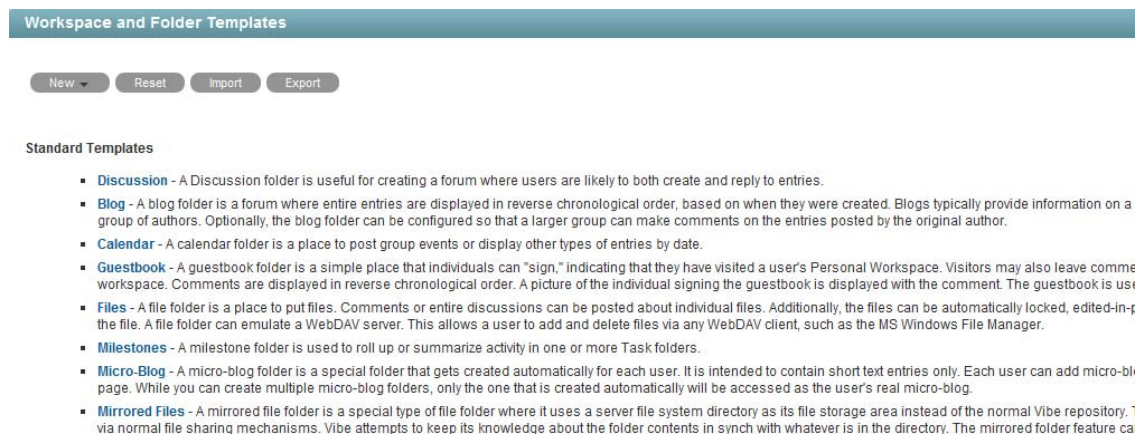 Workspace and Folder Templates
New Reset Import Export
Standard Templates
Discussion - A Discussion folder is useful for creating a forum where users are likely to both create and reply to entries.
Blog - A blog folder is a forum where entire entries are displayed in reverse chronological order, based on when they were created. Blogs typically provide information on a
group of authors. Optionally, the blog folder can be configured so that a larger group can make comments on the entries posted by the original author.
Calendar - A calendar folder is a place to post group events or display other types of entries by date.
Guestbook - A guestbook folder is a simple place that individuals can "sign," indicating that they have visited a user's Personal Workspace. Visitors may also leave comme
workspace. Comments are displayed in reverse chronological order. A picture of the individual signing the guestbook is displayed with the comment. The guestbook is use
Files - A file folder is a place to put files. Comments or entire discussions can be posted about individual files. Additionally, the files can be automatically locked, edited-in-p
the file. A file folder can emulate a WebDAV server. This allows a user to add and delete files via any WebDAV client, such as the MS Windows File Manager.
Milestones - A milestone folder is used to roll up or summarize activity in one or more Task folders.
Micro-Blog - A micro-blog folder is a special folder that gets created automatically for each user. It is intended to contain short text entries only. Each user can add micro-blo
page. While you can create multiple micro-blog folders, only the one that is created automatically will be accessed as the user's real micro-blog.
Mirrored Files - A mirrored file folder is a special type of file folder where it uses a server file system directory as its file storage area instead of the normal Vibe repository. T
via normal file sharing mechanisms. Vibe attempts to keep its knowledge about the folder contents in synch with whatever is in the directory. The mirrored folder feature ca